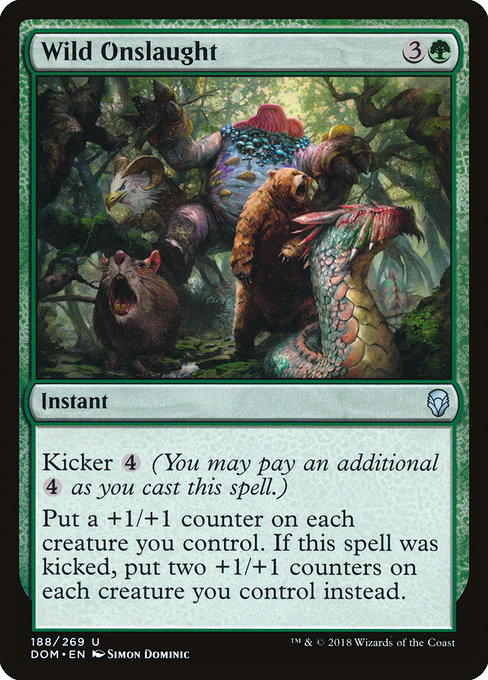 Wild Onslaught 3
Instant
Kicker 4 (You may pay an additional
4 as you cast this spell.)
Put a +1/+1 counter on each
creature you control. If this spell was
kicked, put two +1/+1 counters on
each creature you control instead.
188/269 U
™ & © 2018 Wizards of the Coast
DOM • EN Simon Dominic